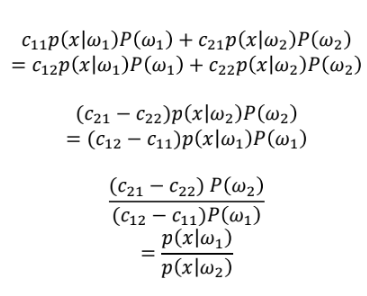 c₁₁p(x|ω₁)P(ω₁) + c₂₁p(x|ω₂)P(ω₂)
= c₁₂p(x|ω₁)P(ω₁) + c₂₂p(x|ω₂)P(ω₂)
(c₂₁ − c₂₂)p(x|ω₂)P(ω₂)
= (c₁₂ − c₁₁)p(x|ω₁)P(ω₁)
(c₂₁ − c₂₂) P(ω₂)
(c₁₂ − c₁₁)P(ω₁)
= p(x|ω₁)
p(x|ω₂)